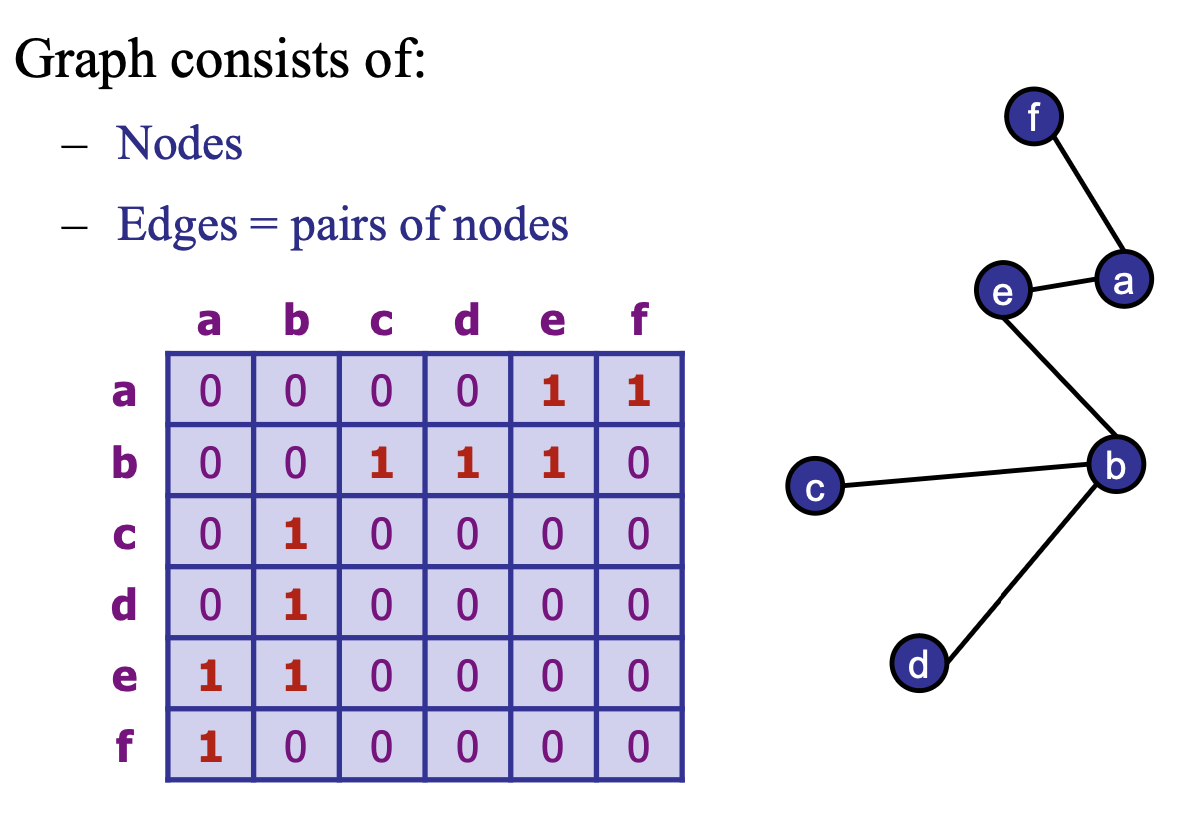 Graph consists of:
– Nodes
– Edges = pairs of nodes
a b c d e f
a 0 0 0 0 1 1
b 0 0 1 1 1 0
c 0 1 0 0 0 0
d 0 1 0 0 0 0
e 1 1 0 0 0 0
f 1 0 0 0 0 0
f
a
e
b
c
d